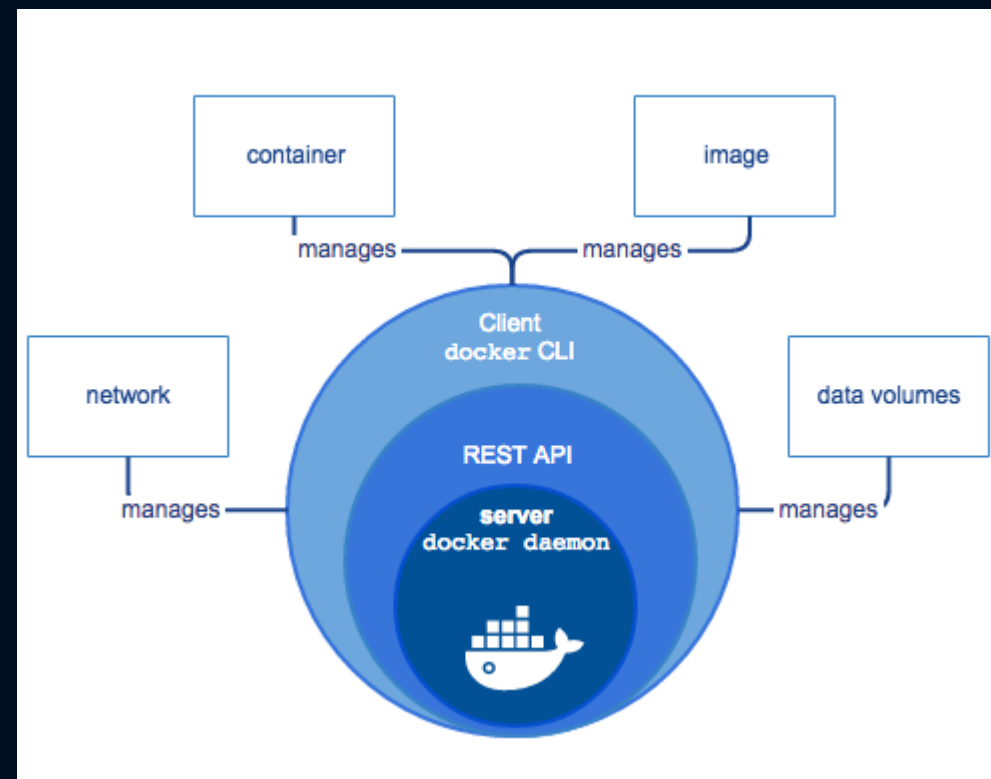 container
image
manages
manages
Client
docker CLI
network
data volumes
REST API
manages
manages
server
docker daemon